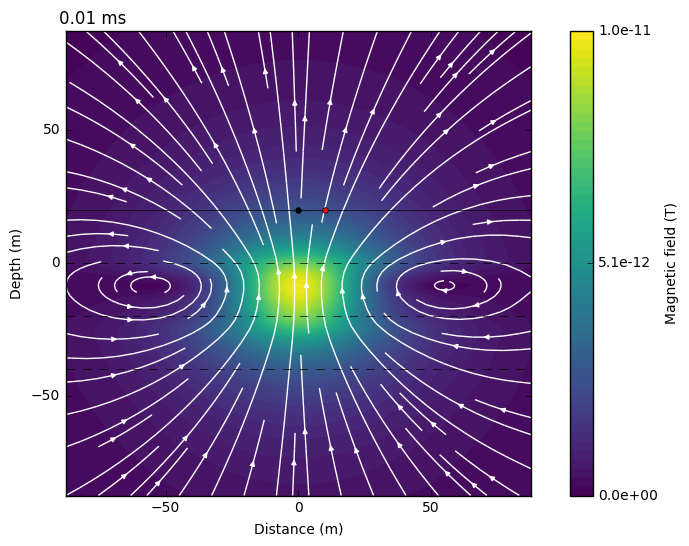 0.01 ms
1.0e-11
50
0
5.1e-12
−50
0.0e+00
−50
0
50
Distance (m)
Depth (m)
Magnetic field (T)